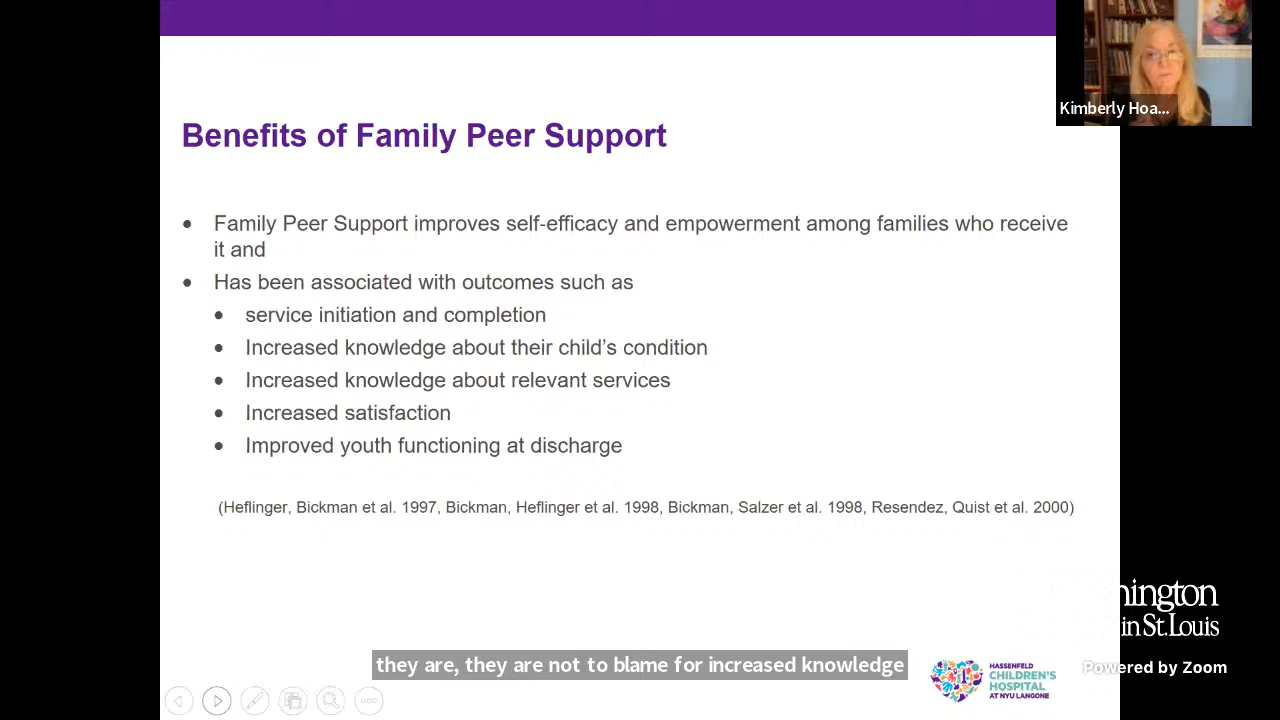 Kimberly Hoa...
Benefits of Family Peer Support
• Family Peer Support improves self-efficacy and empowerment among families who receive
it and
• Has been associated with outcomes such as
• service initiation and completion
• Increased knowledge about their child’s condition
• Increased knowledge about relevant services
• Increased satisfaction
• Improved youth functioning at discharge
(Heflinger, Bickman et al. 1997, Bickman, Heflinger et al. 1998, Bickman, Salzer et al. 1998, Resendez, Quist et al. 2000)
hington
in St. Louis
they are, they are not to blame for increased knowledge
HASSENFELD
CHILDREN'S
HOSPITAL
AT NYU LANGONE
Powered by Zoom